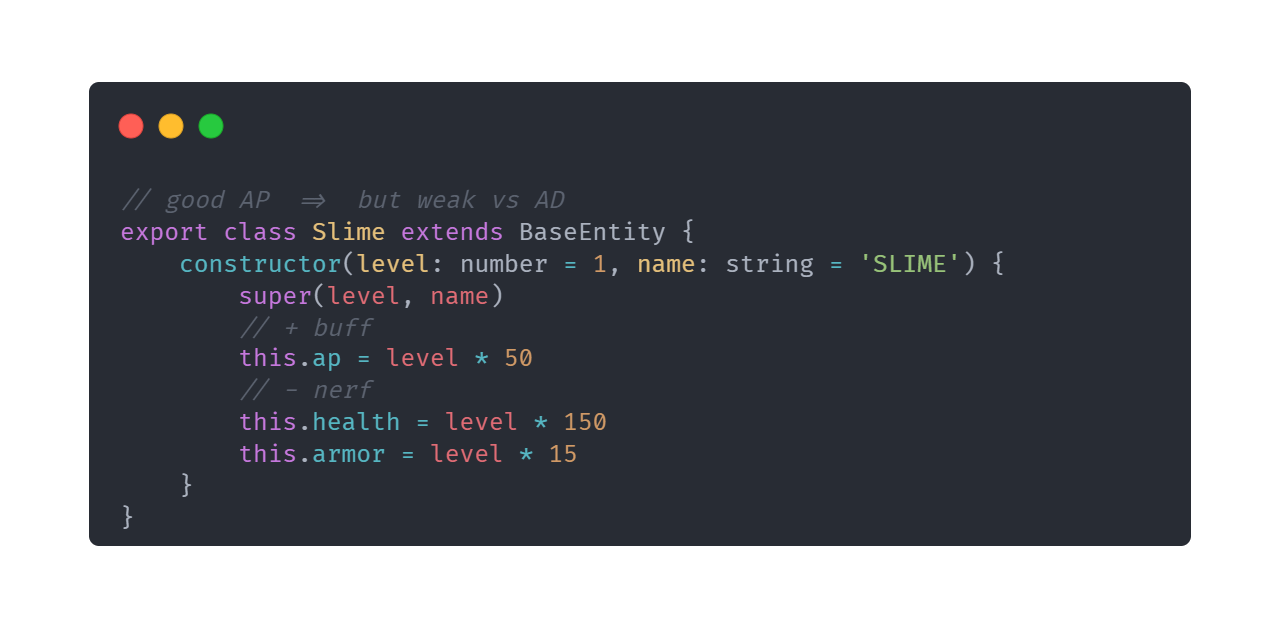 // good AP  =>  but weak vs AD
export class Slime extends BaseEntity {
    constructor(level: number = 1, name: string = 'SLIME') {
        super(level, name)
        // + buff
        this.ap = level * 50
        // - nerf
        this.health = level * 150
        this.armor = level * 15
    }
}